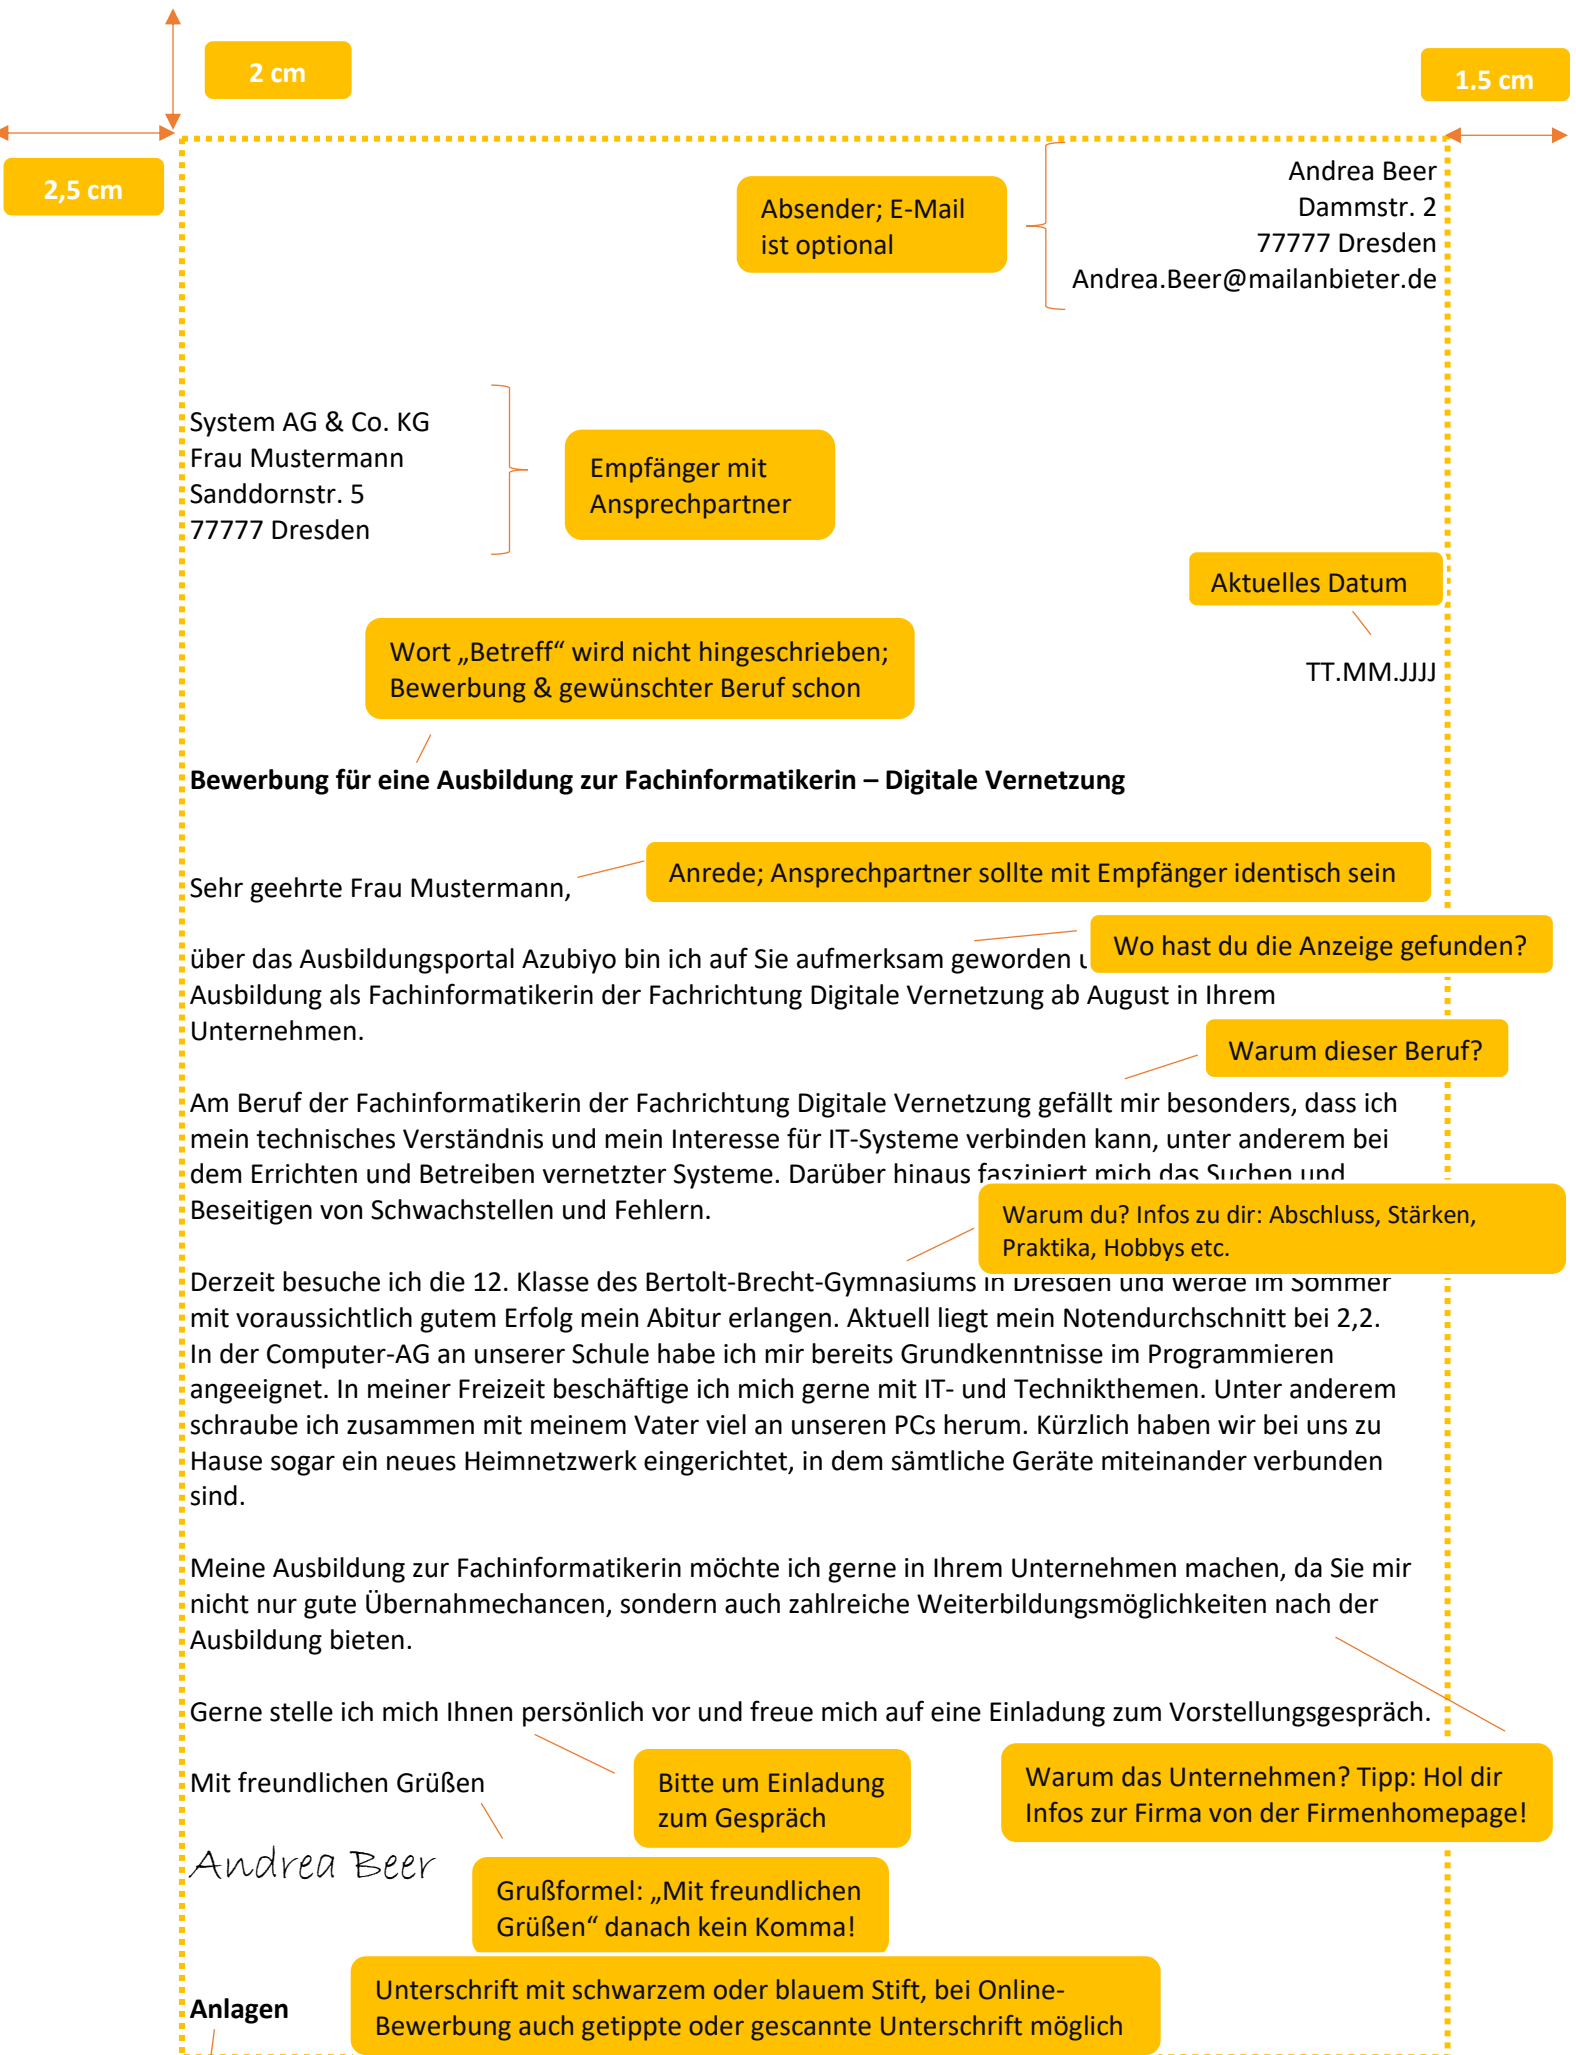 2 cm
1,5 cm
2,5 cm
Absender; E-Mail
ist optional
Andrea Beer
Dammstr. 2
77777 Dresden
Andrea.Beer@mailanbieter.de
System AG & Co. KG
Frau Mustermann
Sanddornstr. 5
77777 Dresden
Empfänger mit
Ansprechpartner
Aktuelles Datum
TT.MM.JJJJ
Wort „Betreff“ wird nicht hingeschrieben;
Bewerbung & gewünschter Beruf schon
Bewerbung für eine Ausbildung zur Fachinformatikerin – Digitale Vernetzung
Anrede; Ansprechpartner sollte mit Empfänger identisch sein
Sehr geehrte Frau Mustermann,
Wo hast du die Anzeige gefunden?
über das Ausbildungsportal Azubiyo bin ich auf Sie aufmerksam geworden
Ausbildung als Fachinformatikerin der Fachrichtung Digitale Vernetzung ab August in Ihrem
Unternehmen.
Warum dieser Beruf?
Am Beruf der Fachinformatikerin der Fachrichtung Digitale Vernetzung gefällt mir besonders, dass ich
mein technisches Verständnis und mein Interesse für IT-Systeme verbinden kann, unter anderem bei
dem Errichten und Betreiben vernetzter Systeme. Darüber hinaus fasziniert mich das Suchen und
Beseitigen von Schwachstellen und Fehlern.
Warum du? Infos zu dir: Abschluss, Stärken,
Praktika, Hobbys etc.
Derzeit besuche ich die 12. Klasse des Bertolt-Brecht-Gymnasiums in Dresden und werde im Sommer
mit voraussichtlich gutem Erfolg mein Abitur erlangen. Aktuell liegt mein Notendurchschnitt bei 2,2.
In der Computer-AG an unserer Schule habe ich mir bereits Grundkenntnisse im Programmieren
angeeignet. In meiner Freizeit beschäftige ich mich gerne mit IT- und Technikthemen. Unter anderem
schraube ich zusammen mit meinem Vater viel an unseren PCs herum. Kürzlich haben wir bei uns zu
Hause sogar ein neues Heimnetzwerk eingerichtet, in dem sämtliche Geräte miteinander verbunden
sind.
Meine Ausbildung zur Fachinformatikerin möchte ich gerne in Ihrem Unternehmen machen, da Sie mir
nicht nur gute Übernahmechancen, sondern auch zahlreiche Weiterbildungsmöglichkeiten nach der
Ausbildung bieten.
Gerne stelle ich mich Ihnen persönlich vor und freue mich auf eine Einladung zum Vorstellungsgespräch.
Mit freundlichen Grüßen
Bitte um Einladung
zum Gespräch
Warum das Unternehmen? Tipp: Hol dir
Infos zur Firma von der Firmenhomepage!
Andrea Beer
Grußformel: „Mit freundlichen
Grüßen“ danach kein Komma!
Anlagen
Unterschrift mit schwarzem oder blauem Stift, bei Online-
Bewerbung auch getippte oder gescannte Unterschrift möglich